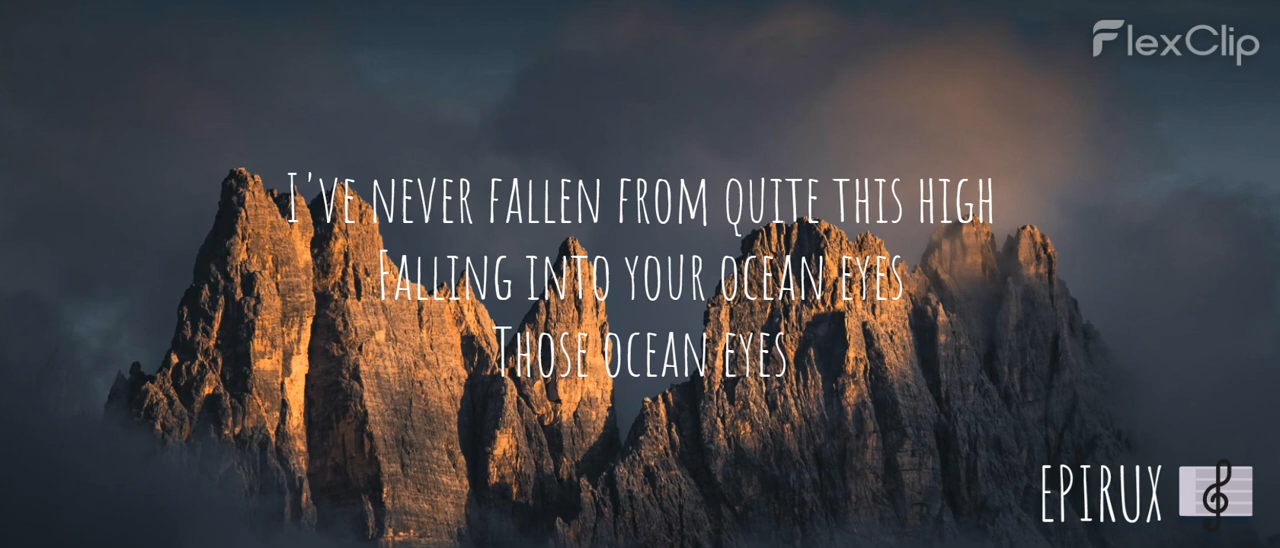 FlexClip
I've never fallen from quite this high
Falling into your ocean eyes
Those ocean eyes
EPIRUX